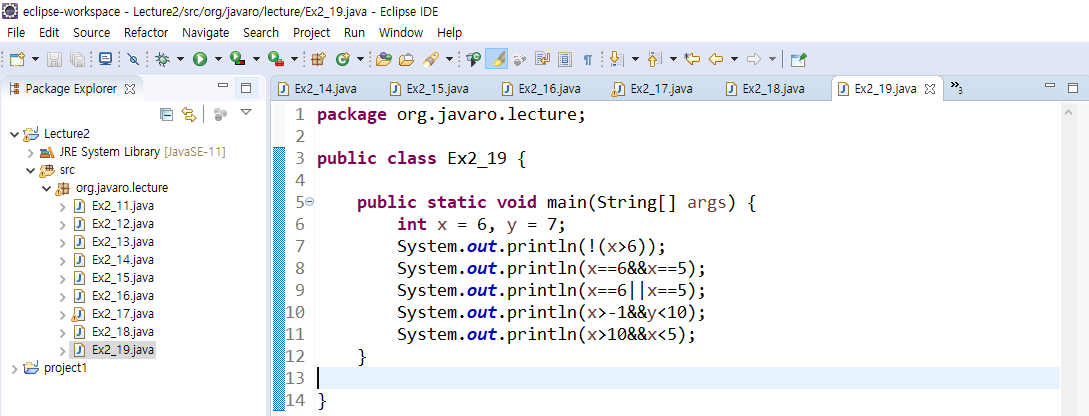 eclipse-workspace - Lecture2/src/org/javaro/lecture/Ex2_19.java - Eclipse IDE
File Edit Source Refactor Navigate Search Project Run Window Help
Package Explorer
Ex2_14.java Ex2_15.java Ex2_16.java Ex2_17.java Ex2_18.java Ex2_19.java »3
Lecture2
JRE System Library [JavaSE-11]
src
org.javaro.lecture
Ex2_11.java
Ex2_12.java
Ex2_13.java
Ex2_14.java
Ex2_15.java
Ex2_16.java
Ex2_17.java
Ex2_18.java
Ex2_19.java
project1
1 package org.javaro.lecture;
2
3 public class Ex2_19 {
4
5 public static void main(String[] args) {
6 int x = 6, y = 7;
7 System.out.println(!(x>6));
8 System.out.println(x==6&&x==5);
9 System.out.println(x==6||x==5);
10 System.out.println(x>-1&&y<10);
11 System.out.println(x>10&&x<5);
12 }
13
14 }